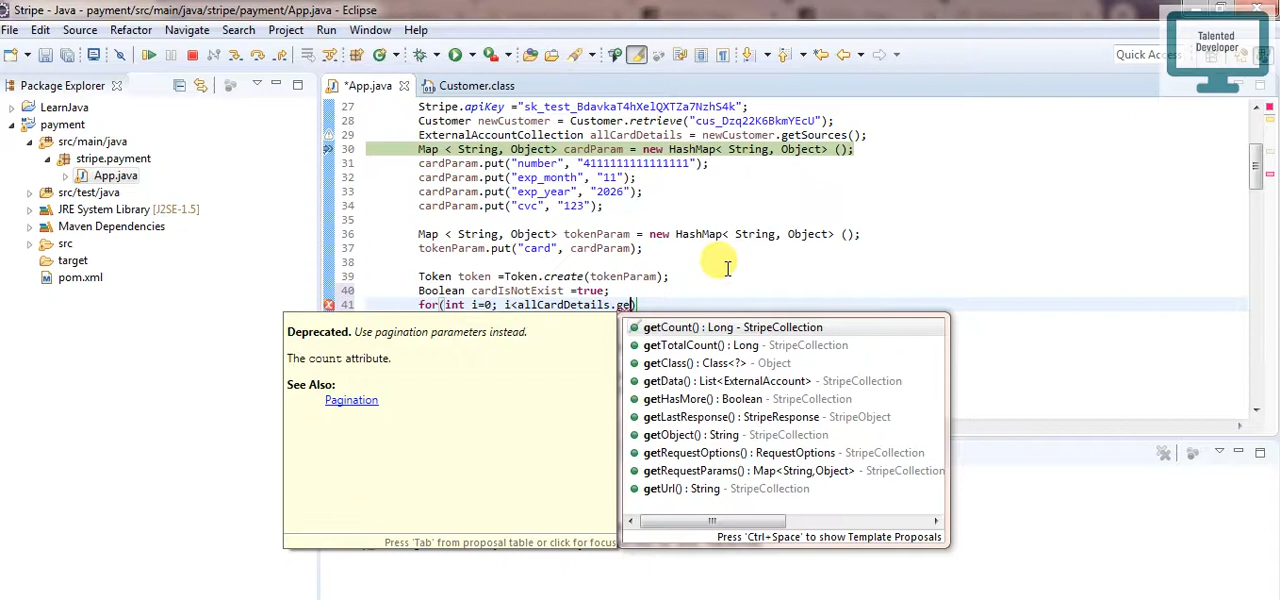 Stripe - Java - payment/src/main/java/stripe/payment/App.java - Eclipse
File Edit Source Refactor Navigate Search Project Run Window Help
Talented
Developer
Quick Access
Package Explorer
*App.java
Customer.class
LearnJava
payment
src/main/java
stripe.payment
App.java
src/test/java
JRE System Library [J2SE-1.5]
Maven Dependencies
src
target
pom.xml
27 Stripe.apiKey ="sk_test_BdavkaT4hXelQXTZa7NzhS4k";
28 Customer newCustomer = Customer.retrieve("cus_Dzq22K6BkmYEcU");
29 ExternalAccountCollection allCardDetails = newCustomer.getSources();
30 Map < String, Object> cardParam = new HashMap< String, Object> ();
31 cardParam.put("number", "4111111111111111");
32 cardParam.put("exp_month", "11");
33 cardParam.put("exp_year", "2026");
34 cardParam.put("cvc", "123");
35
36 Map < String, Object> tokenParam = new HashMap< String, Object> ();
37 tokenParam.put("card", cardParam);
38
39 Token token =Token.create(tokenParam);
40 Boolean cardIsNotExist =true;
41 for(int i=0; i<allCardDetails.ge)
Deprecated. Use pagination parameters instead.
The count attribute.
See Also:
Pagination
Press 'Tab' from proposal table or click for focus
getCount() : Long - StripeCollection
getTotalCount() : Long - StripeCollection
getClass() : Class<?> - Object
getData() : List<ExternalAccount> - StripeCollection
getHasMore() : Boolean - StripeCollection
getLastResponse() : StripeResponse - StripeObject
getObject() : String - StripeCollection
getRequestOptions() : RequestOptions - StripeCollection
getRequestParams() : Map<String,Object> - StripeCollection
getUrl() : String - StripeCollection
Press 'Ctrl+Space' to show Template Proposals